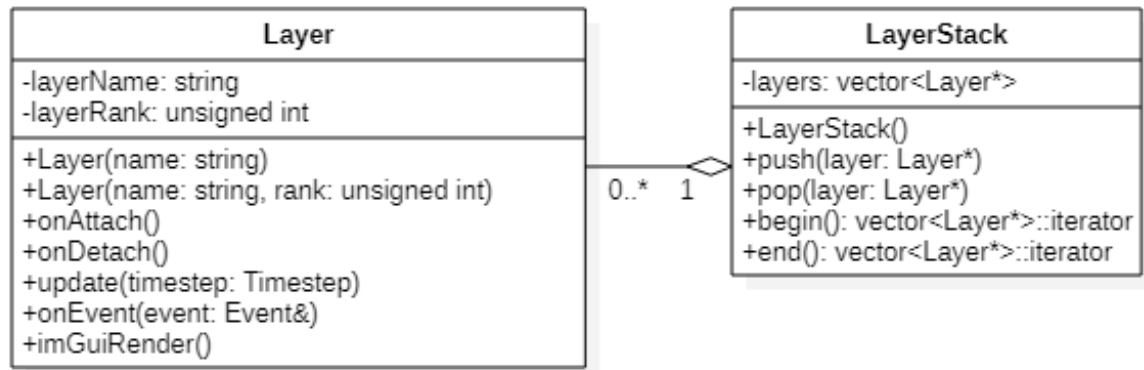 Layer
-layerName: string
-layerRank: unsigned int
+Layer(name: string)
+Layer(name: string, rank: unsigned int)
+onAttach()
+onDetach()
+update(timestep: Timestep)
+onEvent(event: Event&)
+imGuiRender()
0..*
1
LayerStack
-layers: vector<Layer*>
+LayerStack()
+push(layer: Layer*)
+pop(layer: Layer*)
+begin(): vector<Layer*>::iterator
+end(): vector<Layer*>::iterator